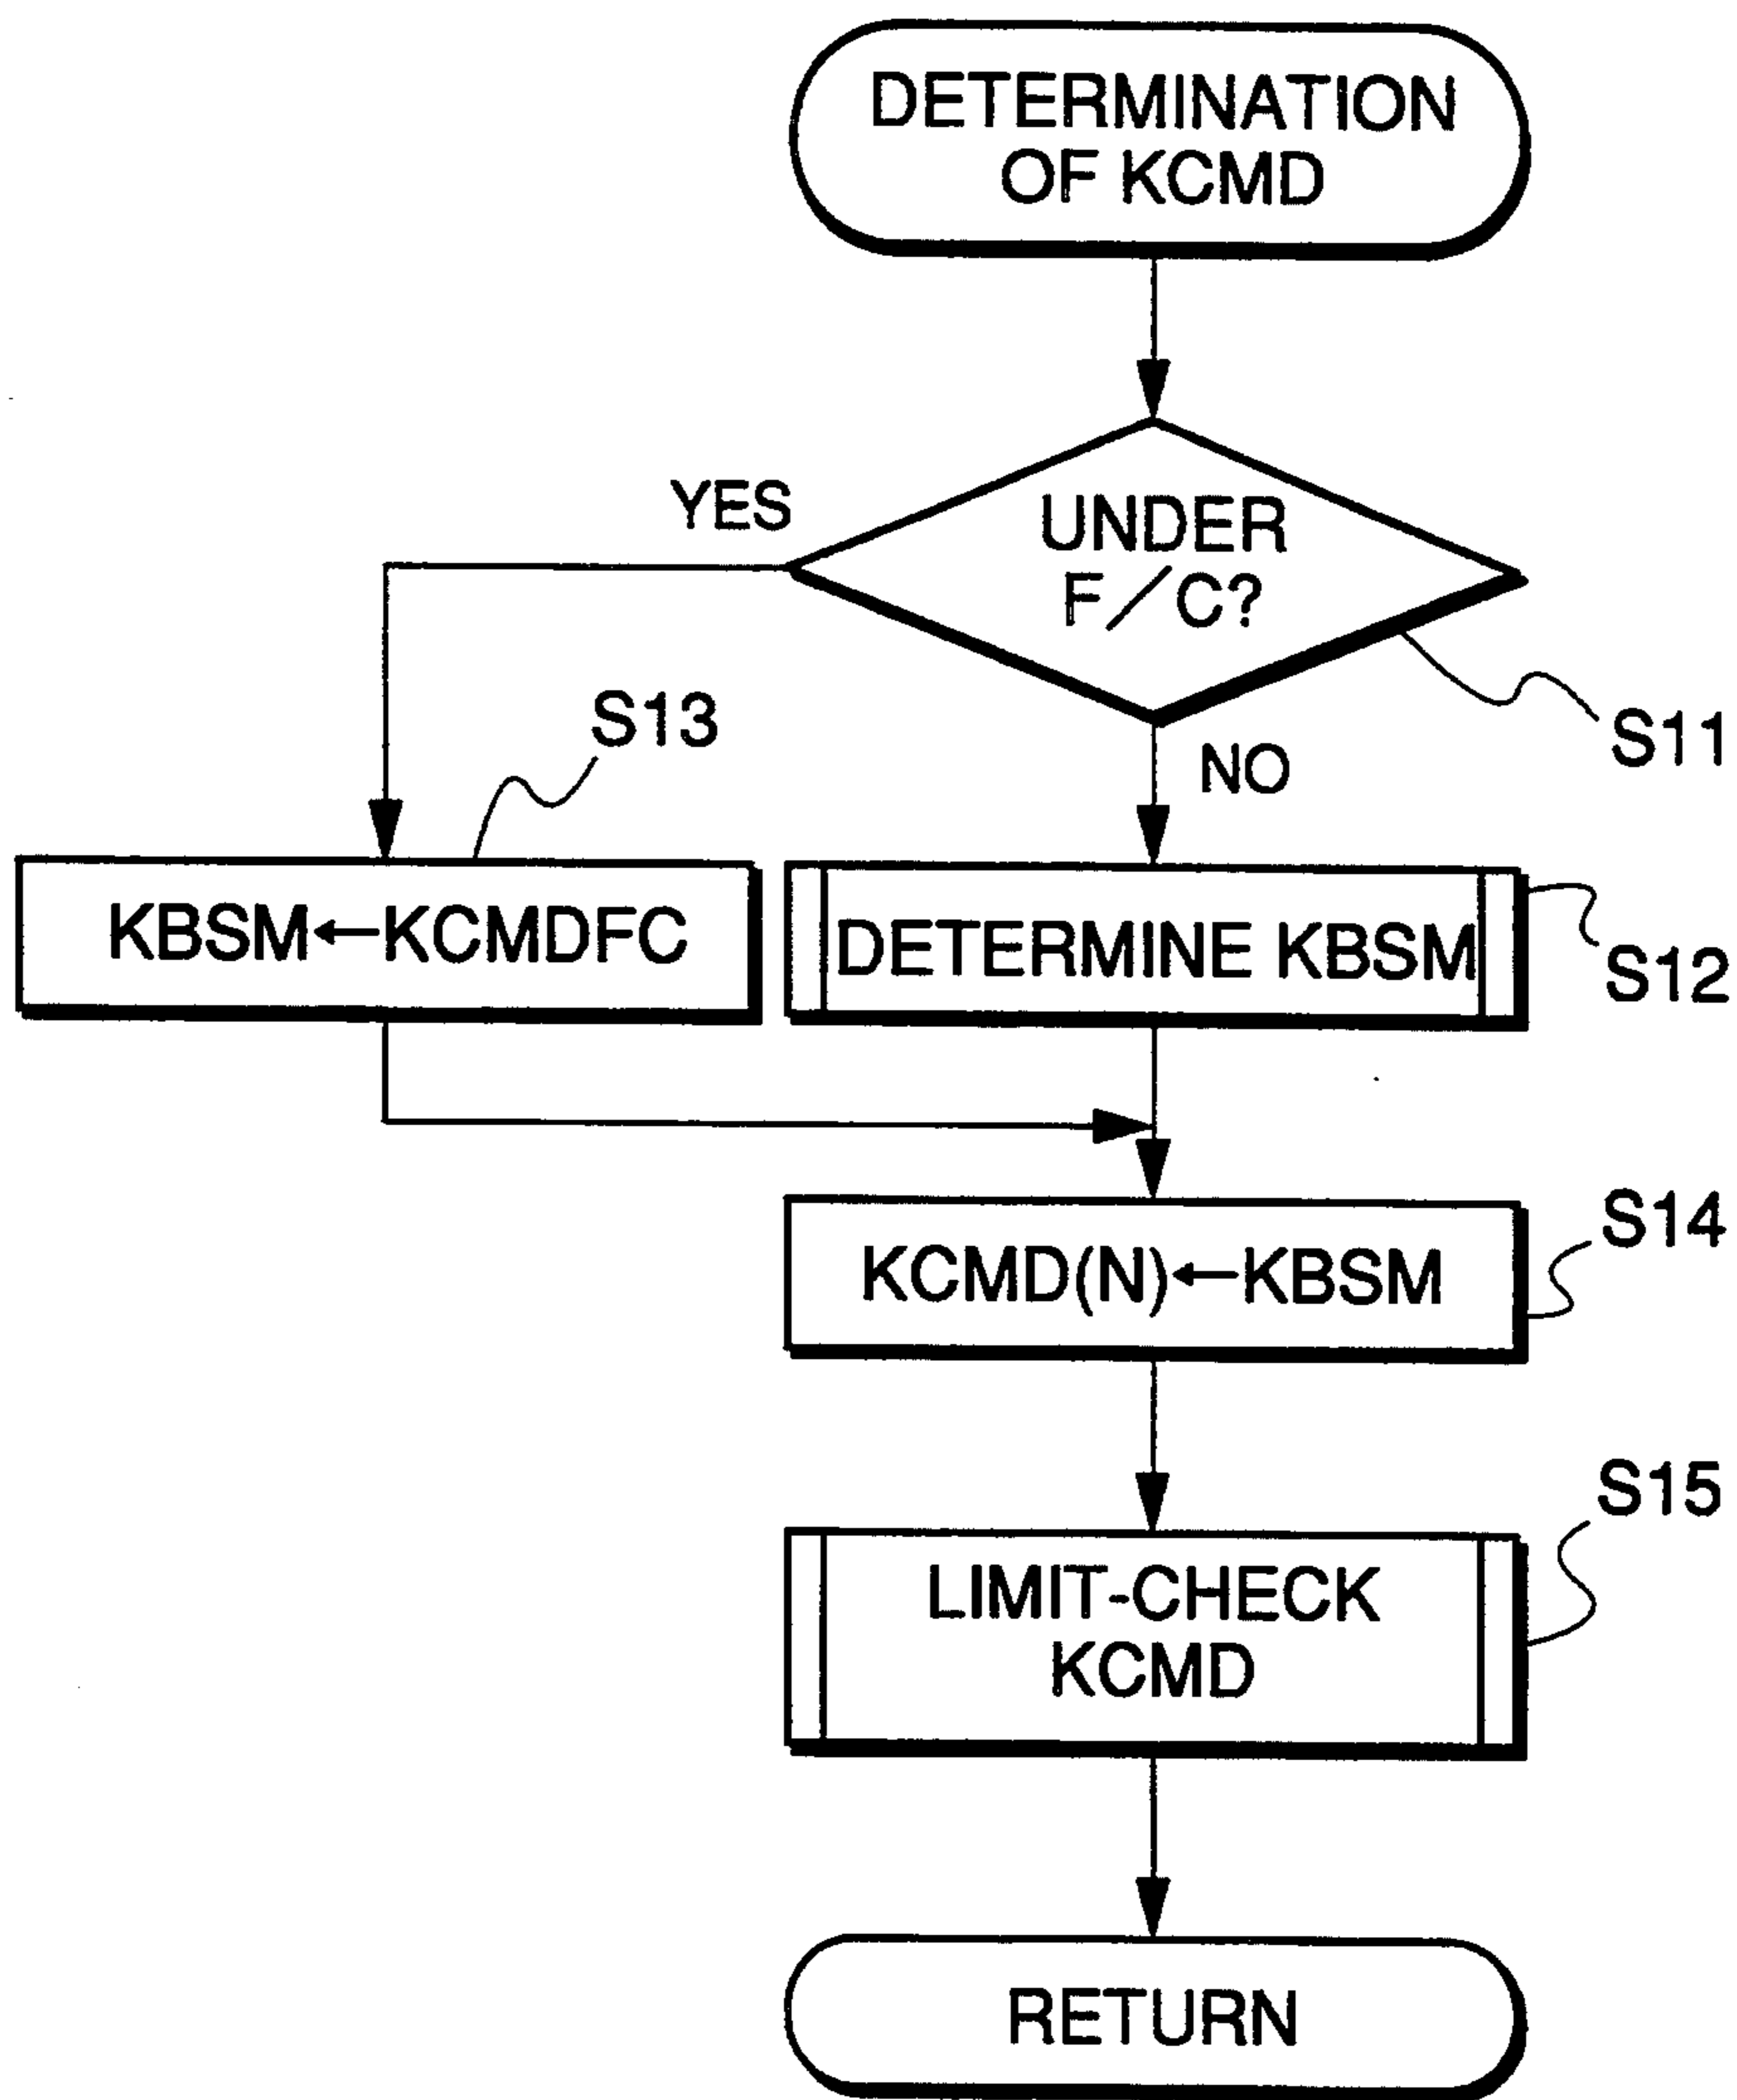 DETERMINATION
OF KCMD
YES
UNDER
F/C?
S11
S13
NO
KBSM←KCMDFC
DETERMINE KBSM
S12
KCMD(N)←KBSM
S14
S15
LIMIT-CHECK
KCMD
RETURN